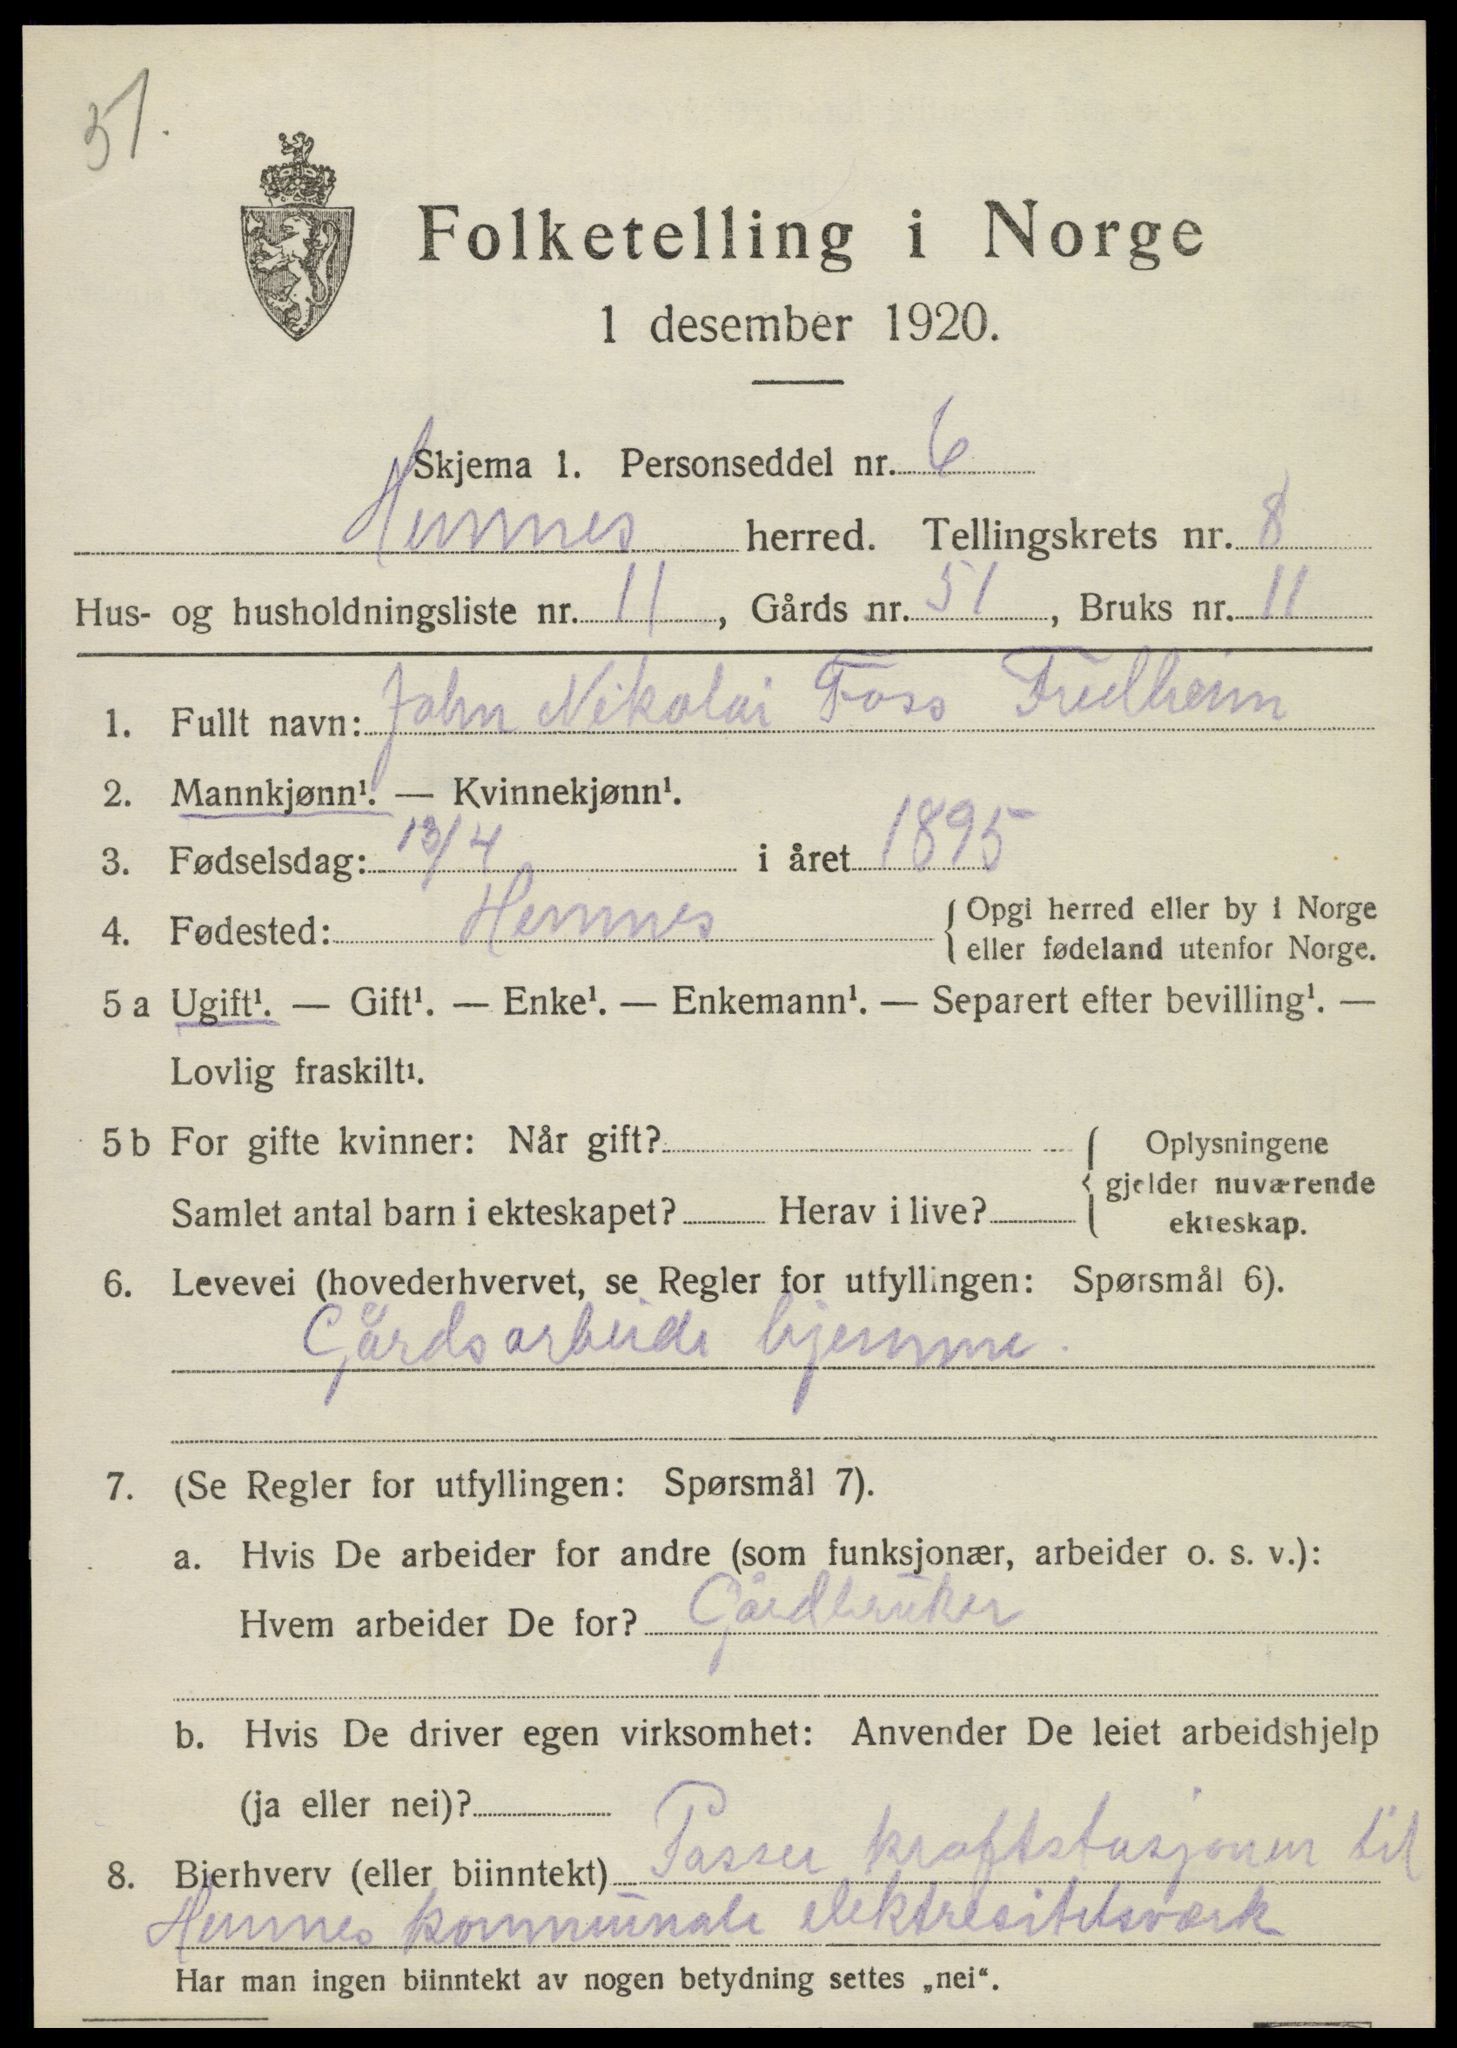 51.
Folketelling i Norge
1 desember 1920.
Skjema 1. Personseddel nr. 6
Hemnes herred. Tellingskrets nr. 8
Hus- og husholdningsliste nr. 11, Gårds nr. 51, Bruks nr. 11
1. Fullt navn: John Nikolai Foss Fredheim
2. Mannkjønn¹. — Kvinnekjønn¹.
3. Fødselsdag: 13/4 i året 1895
4. Fødested: Hemnes { Opgi herred eller by i Norge
eller fødeland utenfor Norge.
5 a Ugift¹. — Gift¹. — Enke¹. — Enkemann¹. — Separert efter bevilling¹. —
Lovlig fraskilt¹.
5 b For gifte kvinner: Når gift? { Oplysningene
gjelder nuværende
Samlet antal barn i ekteskapet? Herav i live? ekteskap.
6. Levevei (hovederhvervet, se Regler for utfyllingen: Spørsmål 6).
Gårdsarbeide hjemme.
7. (Se Regler for utfyllingen: Spørsmål 7).
a. Hvis De arbeider for andre (som funksjonær, arbeider o. s. v.):
Hvem arbeider De for? Gårdbruker
b. Hvis De driver egen virksomhet: Anvender De leiet arbeidshjelp
(ja eller nei)?
8. Bierhverv (eller biinntekt) Passer kraftstasjonen til
Hemnes kommunale elektresitetsværk
Har man ingen biinntekt av nogen betydning settes „nei“.